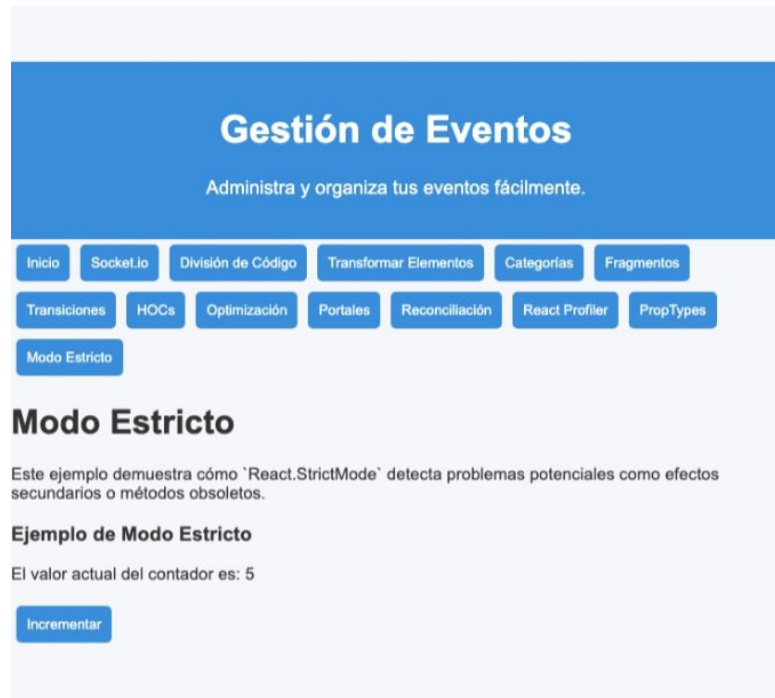 Gestión de Eventos
Administra y organiza tus eventos fácilmente.
Inicio Socket.io División de Código Transformar Elementos Categorías Fragmentos
Transiciones HOCs Optimización Portales Reconciliación React Profiler PropTypes
Modo Estricto
Modo Estricto
Este ejemplo demuestra cómo `React.StrictMode` detecta problemas potenciales como efectos
secundarios o métodos obsoletos.
Ejemplo de Modo Estricto
El valor actual del contador es: 5
Incrementar